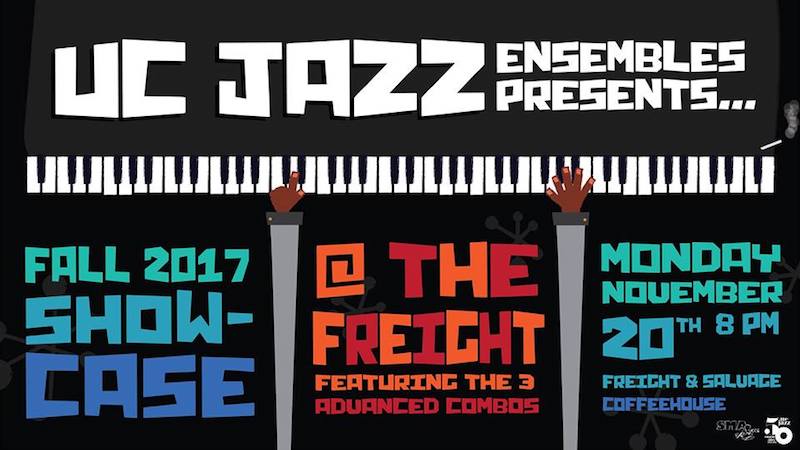 UC JAZZ
ENSEMBLES
PRESENTS...
FALL 2017
SHOW-
CASE
@ THE
FREIGHT
FEATURING THE 3
ADVANCED COMBOS
MONDAY
NOVEMBER
20TH 8 PM
FREIGHT & SALVAGE
COFFEEHOUSE